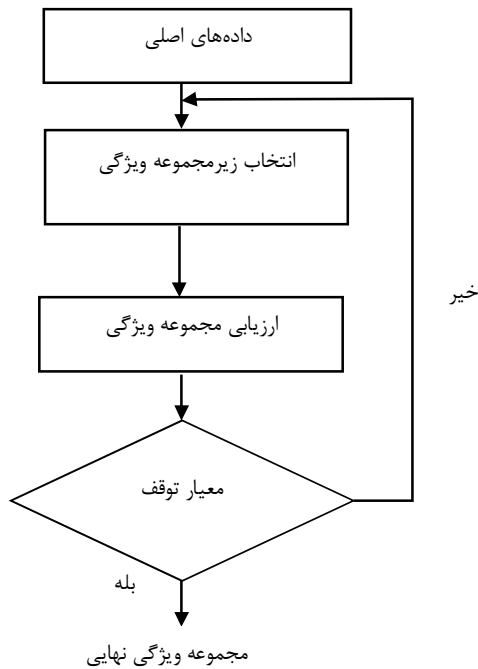 داده‌های اصلی
انتخاب زیرمجموعه ویژگی
خیر
ارزیابی مجموعه ویژگی
معیار توقف
بله
مجموعه ویژگی نهایی